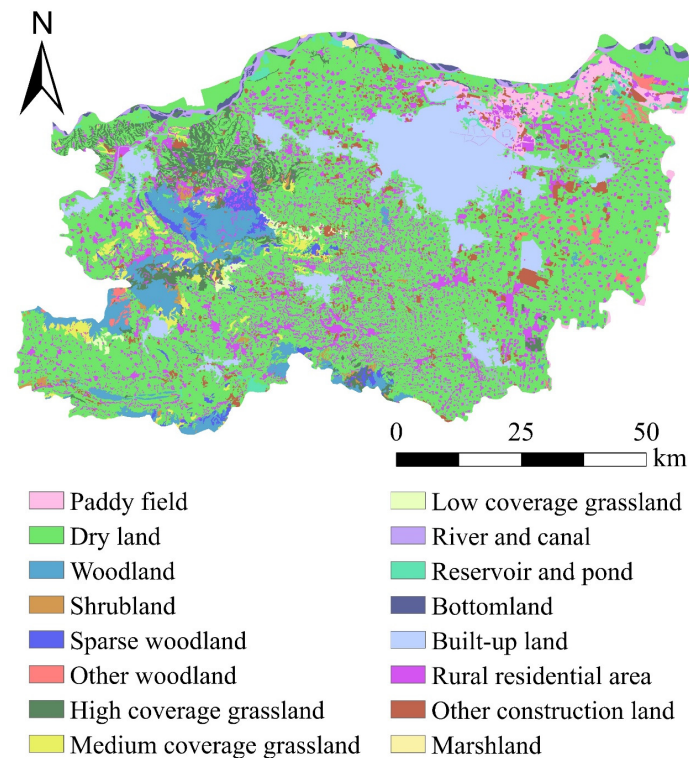 N
0 25 50
km
Paddy field
Dry land
Woodland
Shrubland
Sparse woodland
Other woodland
High coverage grassland
Medium coverage grassland
Low coverage grassland
River and canal
Reservoir and pond
Bottomland
Built-up land
Rural residential area
Other construction land
Marshland